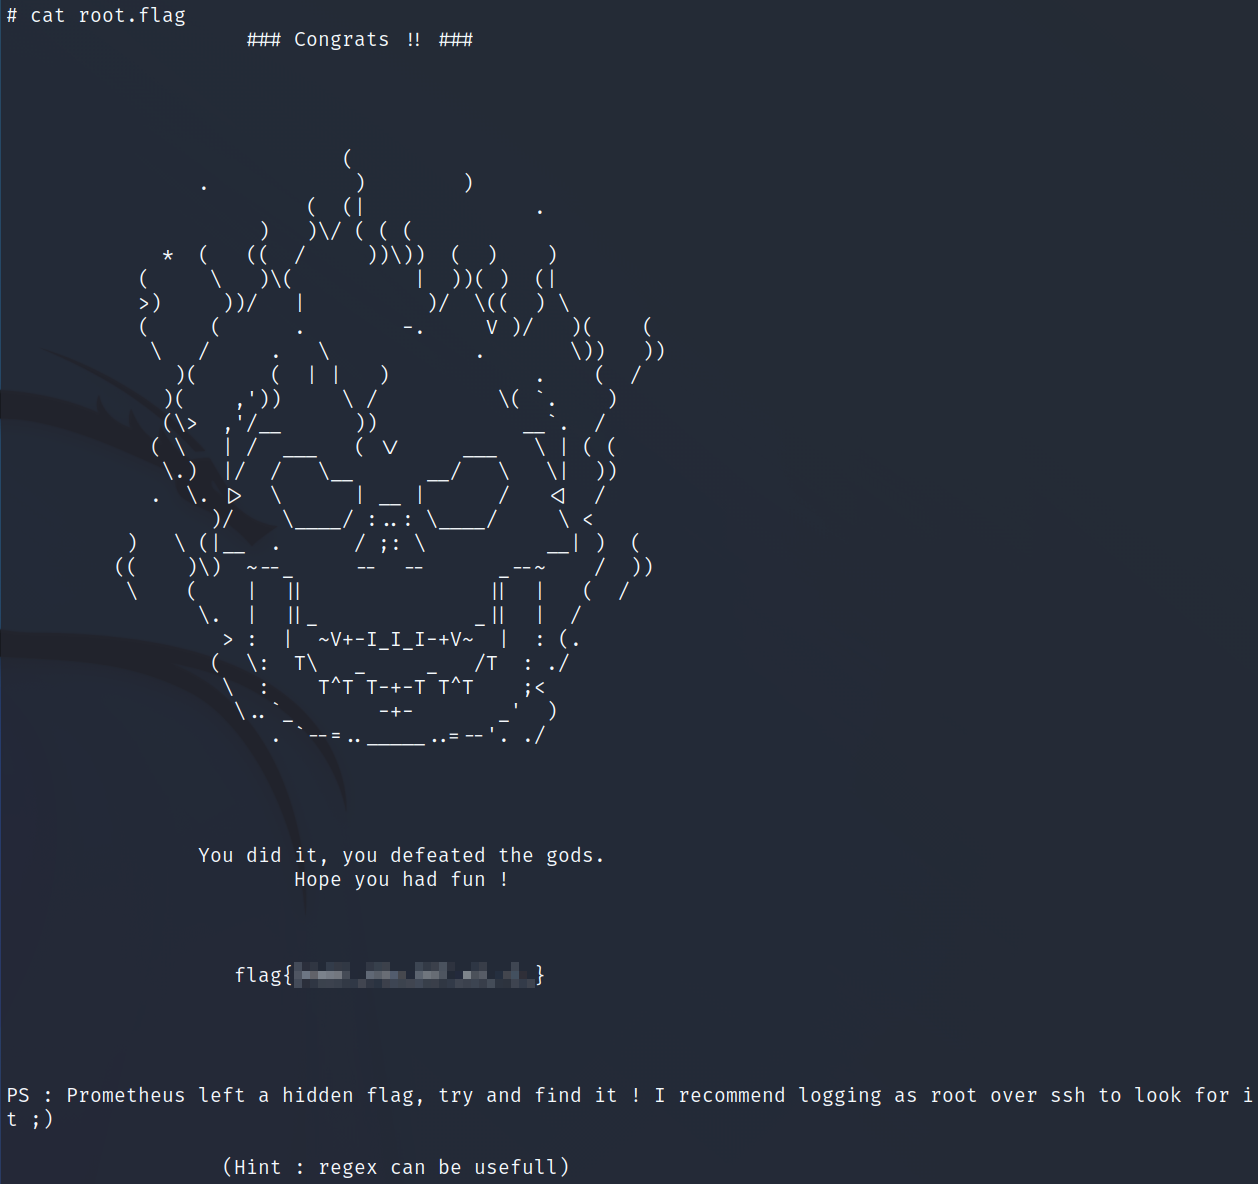 # cat root.flag
### Congrats !! ###
You did it, you defeated the gods.
Hope you had fun !
flag{}
PS : Prometheus left a hidden flag, try and find it ! I recommend logging as root over ssh to look for i
t ;)
(Hint : regex can be usefull)